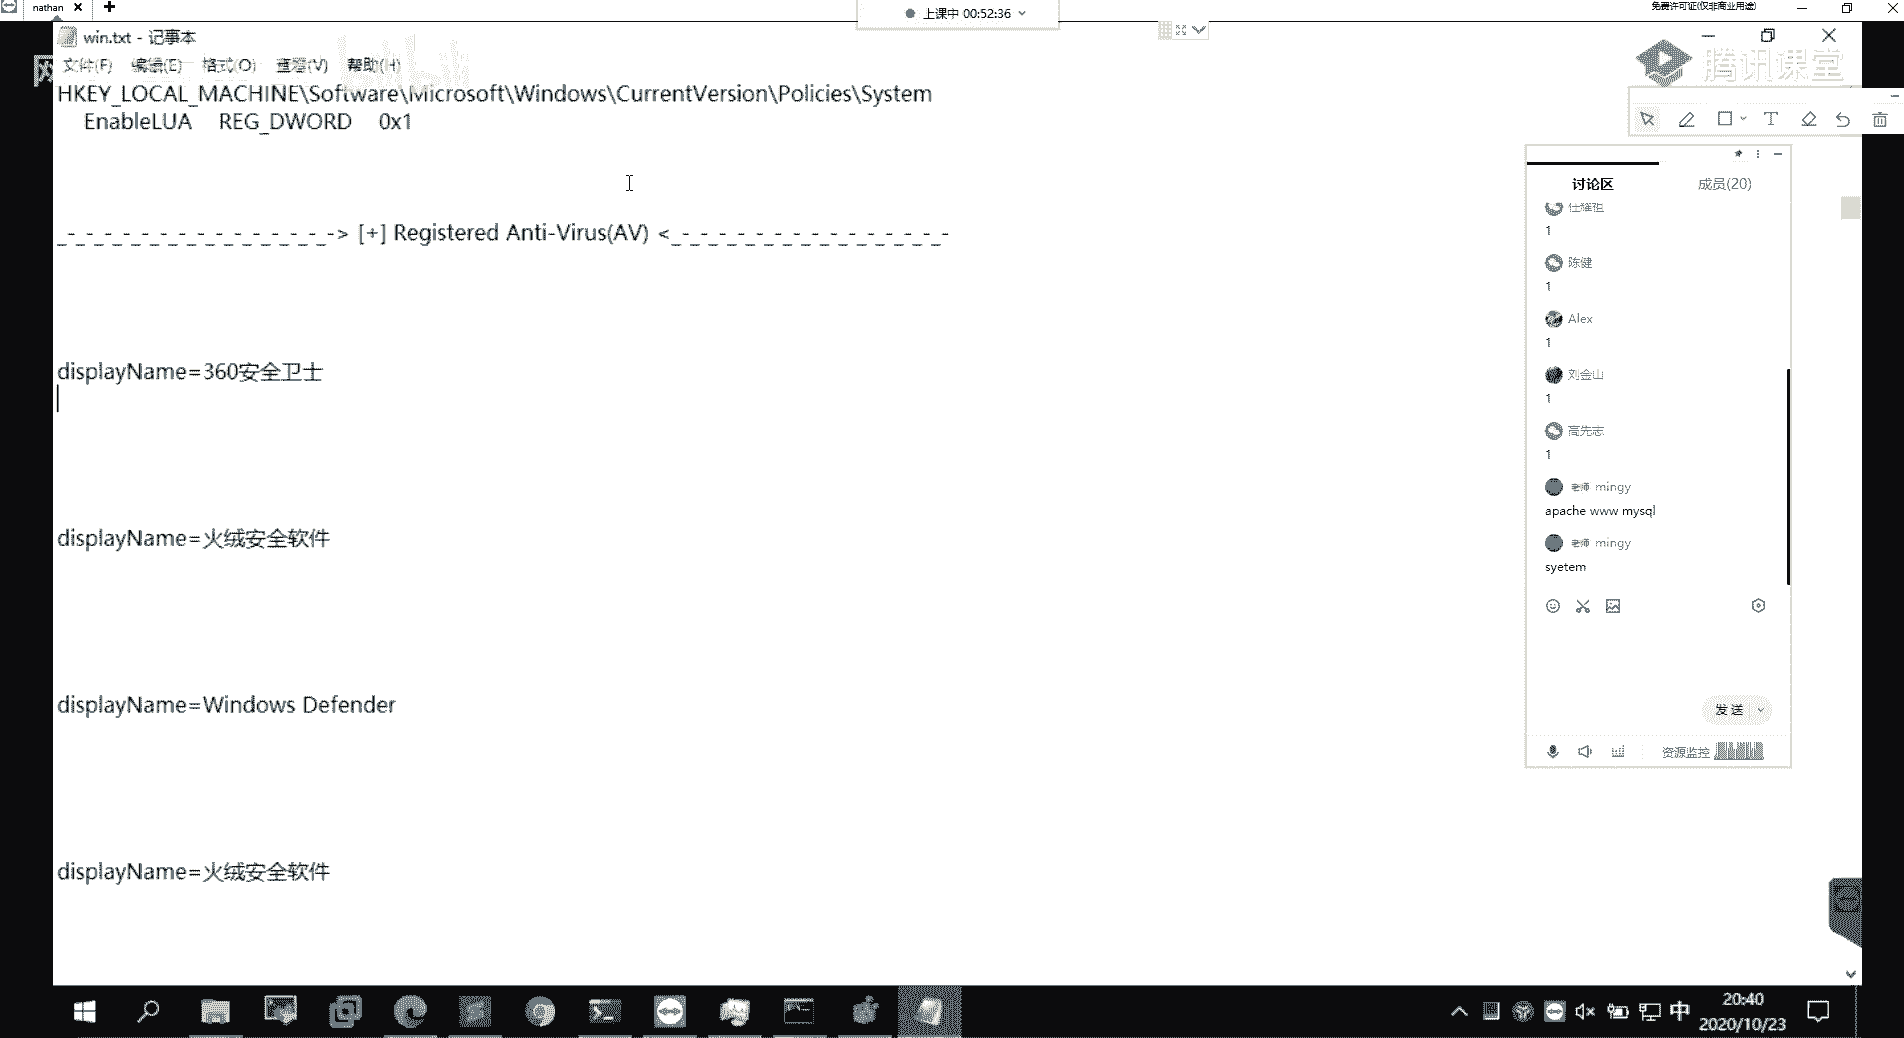 nathan
上课中 00:52:36
免费许可证(仅非商业用途)
win.txt - 记事本
文件(F) 编辑(E) 格式(O) 查看(V) 帮助(H)
腾讯课堂
HKEY_LOCAL_MACHINE\Software\Microsoft\Windows\CurrentVersion\Policies\System
EnableLUA REG_DWORD 0x1
_-_-_-_-_-_-_-_-_-_-_-_-_-_-_-> [+] Registered Anti-Virus(AV) <_-_-_-_-_-_-_-_-_-_-_-_-_-_-_-
displayName=360安全卫士
displayName=火绒安全软件
displayName=Windows Defender
displayName=火绒安全软件
讨论区 成员(20)
1
陈健
1
Alex
1
刘金山
1
高先志
1
老师 mingy
apache www mysql
老师 mingy
syetem
发送
资源监控
中
20:40
2020/10/23